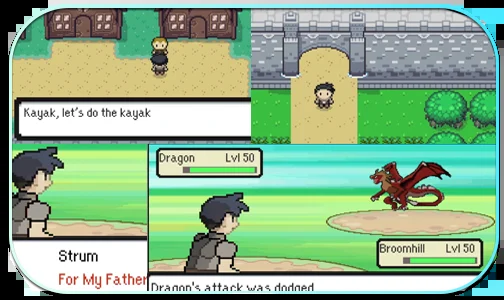 Kayak, let's do the kayak
Strum
For My Father
Dragon Lvl 50
Broomhill Lvl 50
Dragon's attack was dodged